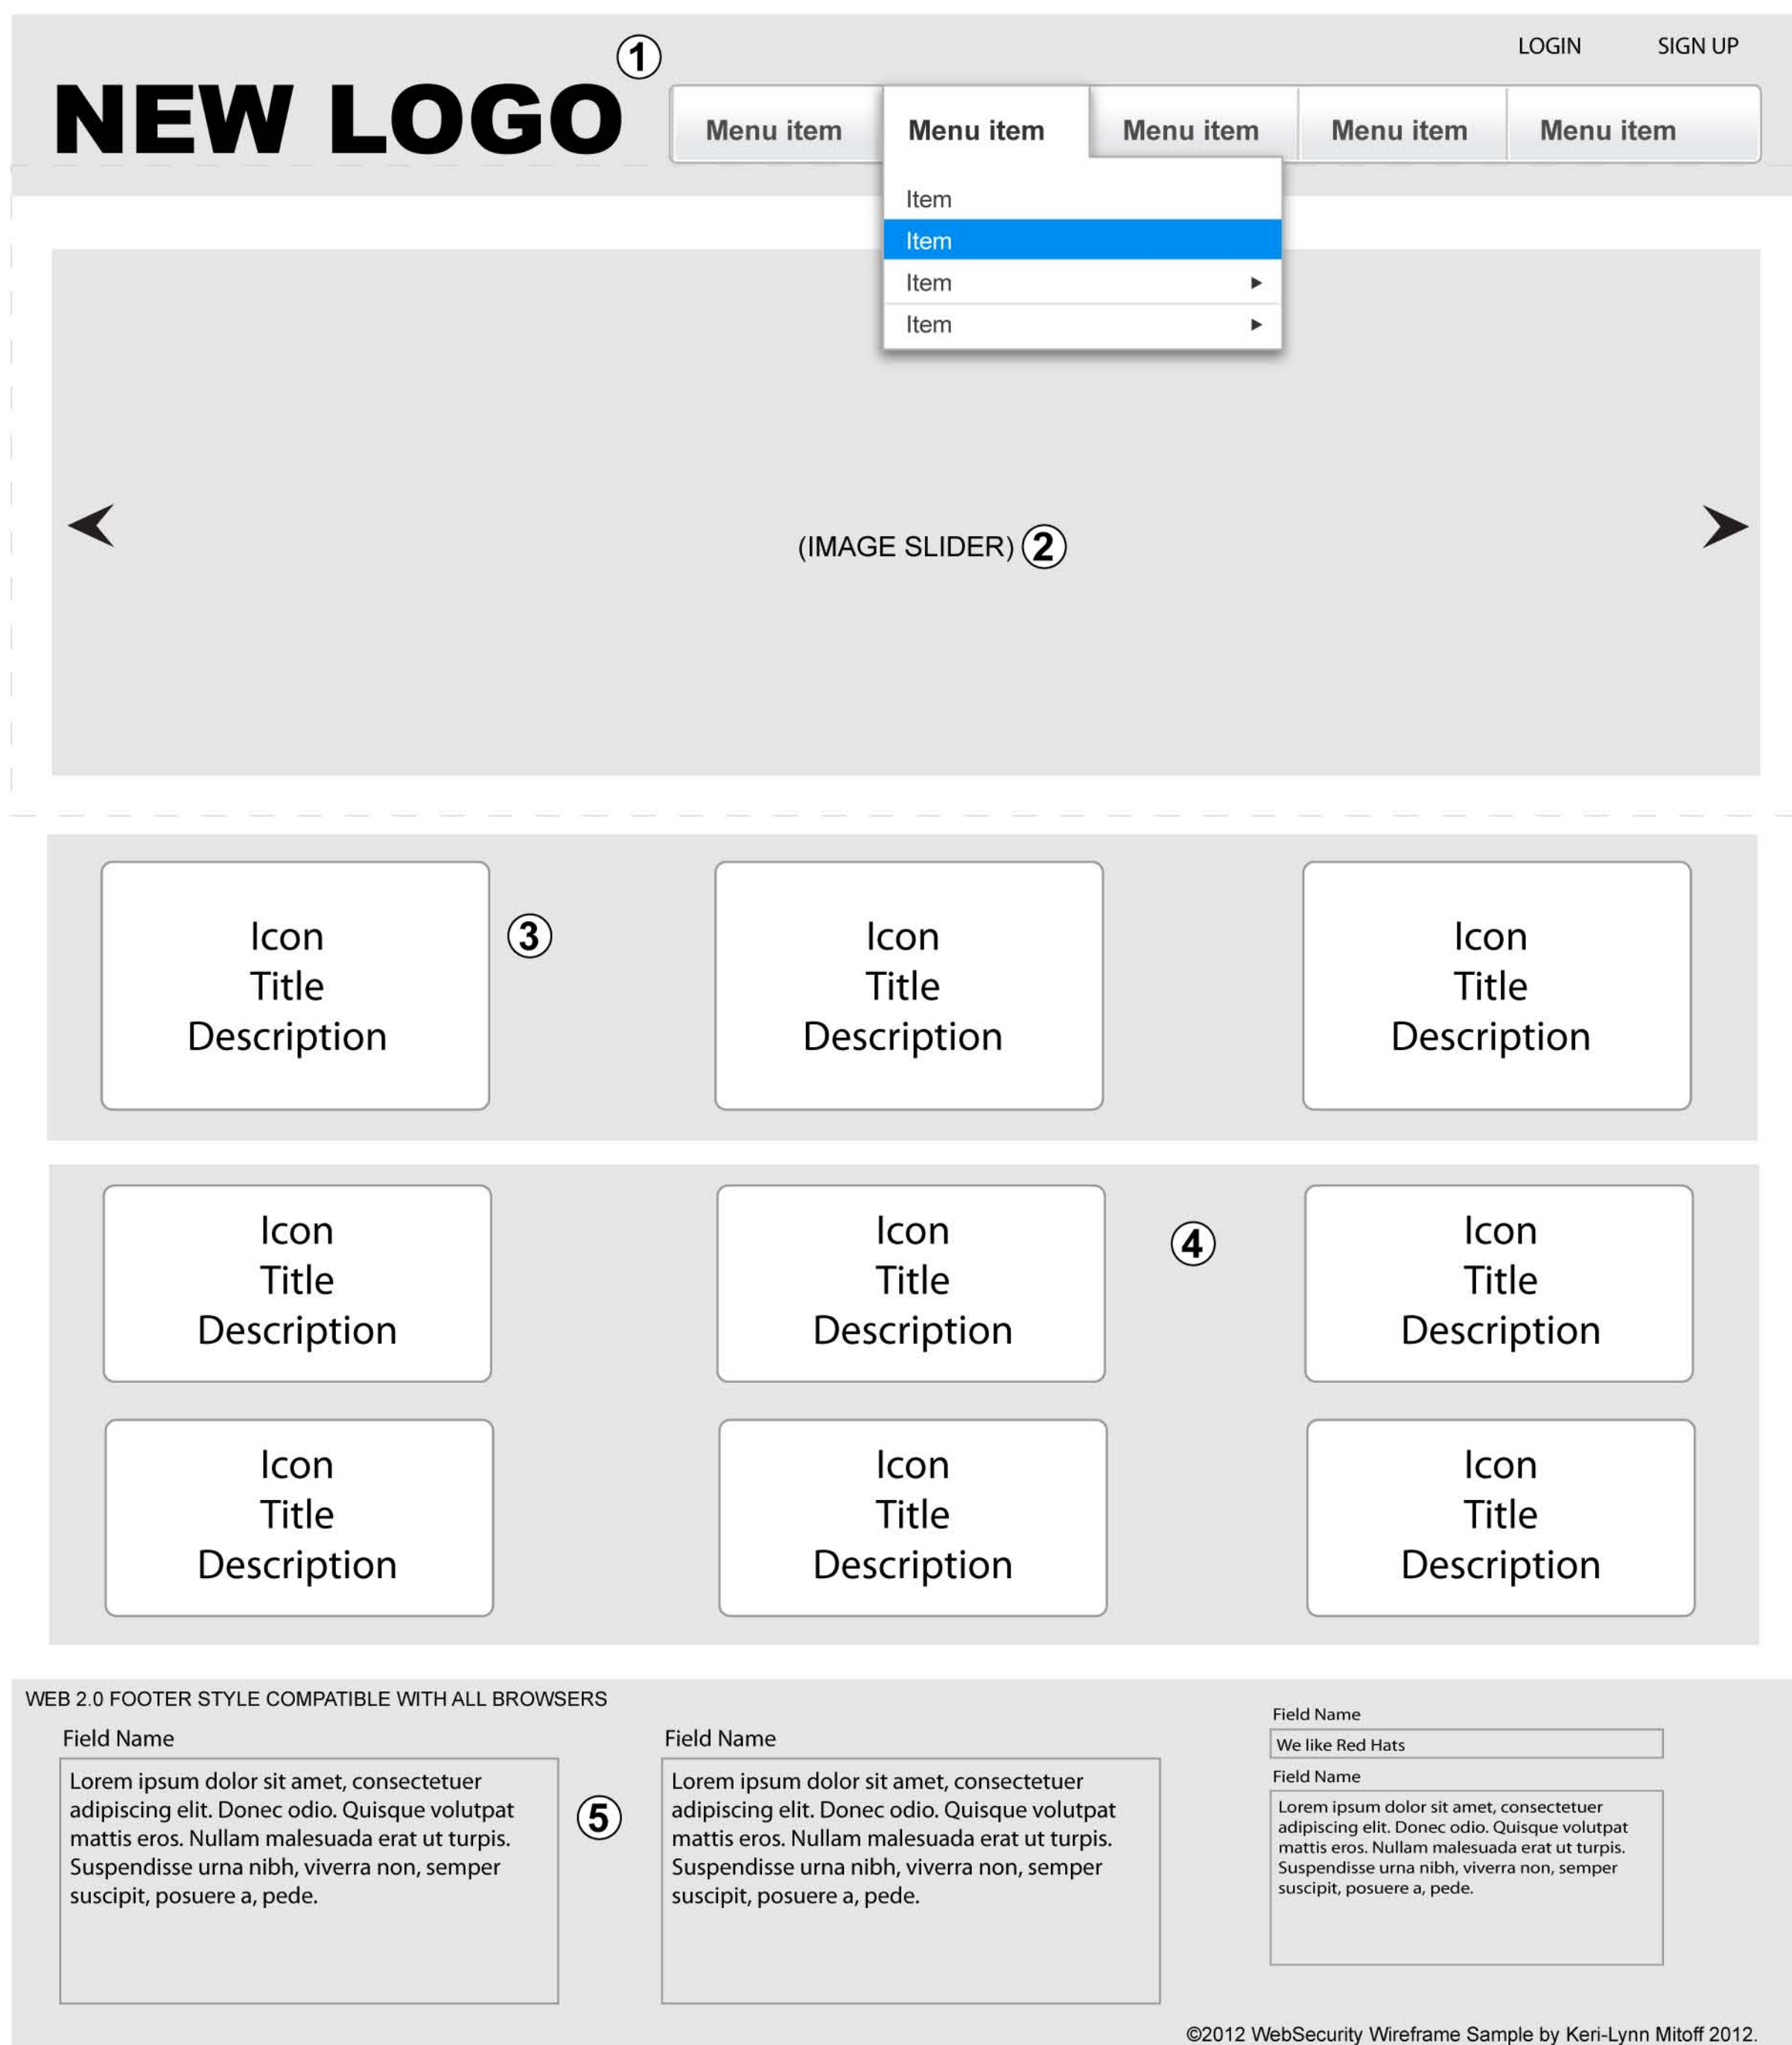 LOGIN SIGN UP
1
NEW LOGO
Menu item Menu item Menu item Menu item Menu item
Item
Item
Item
Item
(IMAGE SLIDER) 2
Icon
Title
Description
3
Icon
Title
Description
Icon
Title
Description
Icon
Title
Description
Icon
Title
Description
4
Icon
Title
Description
Icon
Title
Description
Icon
Title
Description
Icon
Title
Description
WEB 2.0 FOOTER STYLE COMPATIBLE WITH ALL BROWSERS
Field Name
Lorem ipsum dolor sit amet, consectetuer
adipiscing elit. Donec odio. Quisque volutpat
mattis eros. Nullam malesuada erat ut turpis.
Suspendisse urna nibh, viverra non, semper
suscipit, posuere a, pede.
5
Field Name
Lorem ipsum dolor sit amet, consectetuer
adipiscing elit. Donec odio. Quisque volutpat
mattis eros. Nullam malesuada erat ut turpis.
Suspendisse urna nibh, viverra non, semper
suscipit, posuere a, pede.
Field Name
We like Red Hats
Field Name
Lorem ipsum dolor sit amet, consectetuer
adipiscing elit. Donec odio. Quisque volutpat
mattis eros. Nullam malesuada erat ut turpis.
Suspendisse urna nibh, viverra non, semper
suscipit, posuere a, pede.
©2012 WebSecurity Wireframe Sample by Keri-Lynn Mitoff 2012.